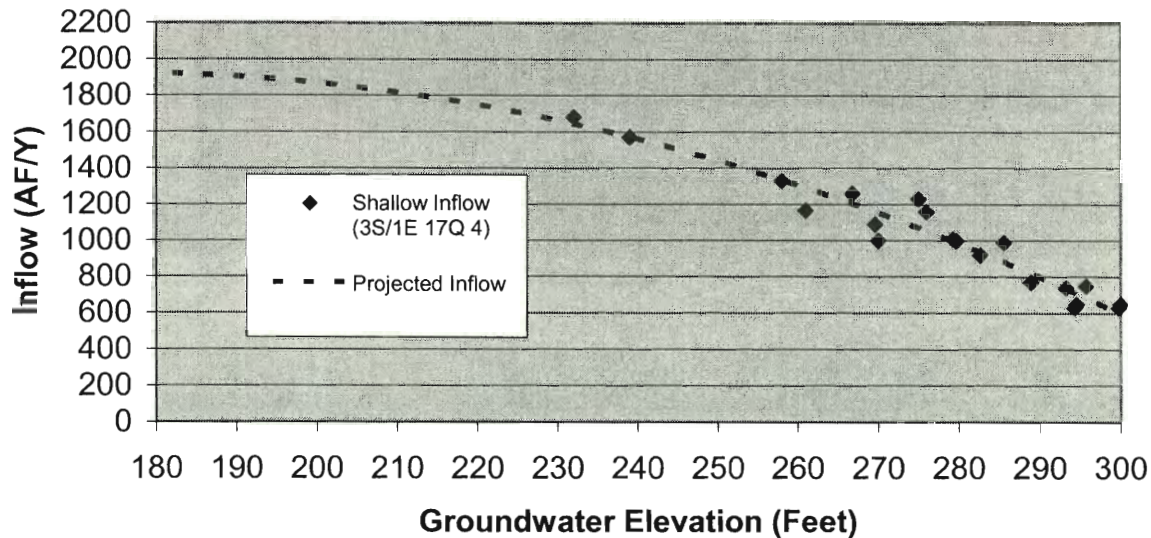 2200
2000
1800
1600
1400
1200
1000
800
600
400
200
0
Inflow (AF/Y)
Shallow Inflow
(3S/1E 17Q 4)
Projected Inflow
180 190 200 210 220 230 240 250 260 270 280 290 300
Groundwater Elevation (Feet)